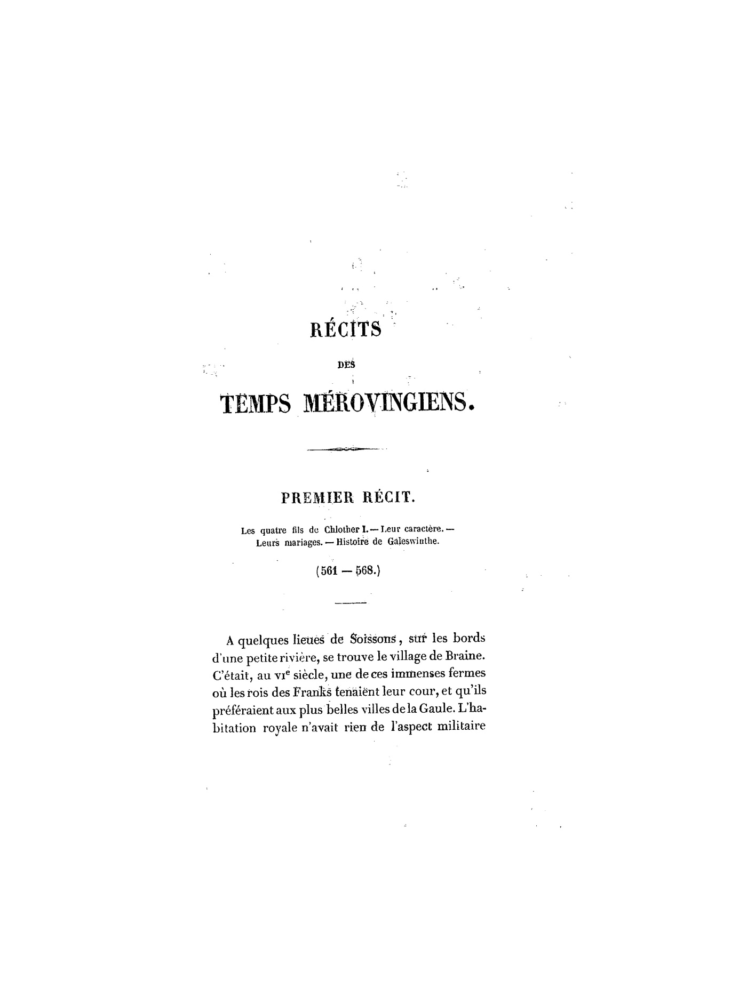 RÉCITS
DES
TEMPS MÉROVINGIENS.
PREMIER RÉCIT.
Les quatre fils de Chlother I. — Leur caractère. —
Leurs mariages. — Histoire de Galeswinthe.
(561 — 568.)
A quelques lieues de Soissons, sur les bords
d'une petite rivière, se trouve le village de Braine.
C'était, au VIe siècle, une de ces immenses fermes
où les rois des Franks tenaient leur cour, et qu'ils
préféraient aux plus belles villes de la Gaule. L'ha-
bitation royale n'avait rien de l'aspect militaire